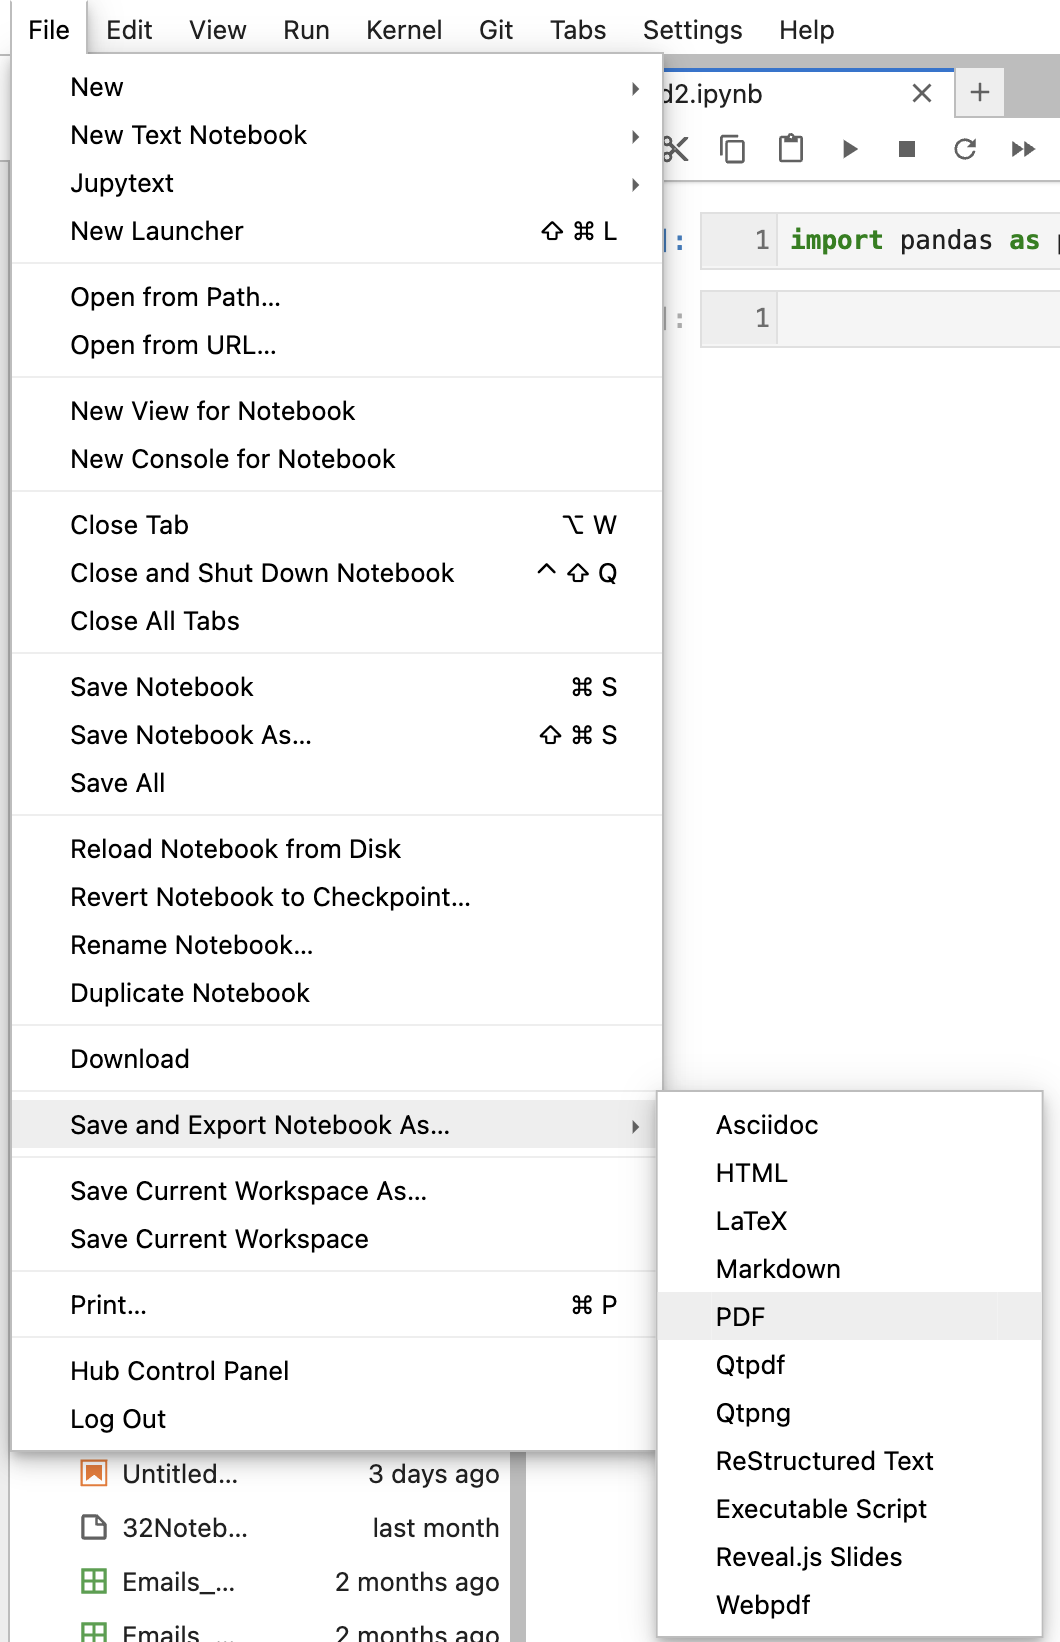 File Edit View Run Kernel Git Tabs Settings Help
New
New Text Notebook
Jupytext
New Launcher ⇧ ⌘ L
Open from Path...
Open from URL...
New View for Notebook
New Console for Notebook
Close Tab ⌥ W
Close and Shut Down Notebook ^ ⇧ Q
Close All Tabs
Save Notebook ⌘ S
Save Notebook As... ⇧ ⌘ S
Save All
Reload Notebook from Disk
Revert Notebook to Checkpoint...
Rename Notebook...
Duplicate Notebook
Download
Save and Export Notebook As...
Save Current Workspace As...
Save Current Workspace
Print... ⌘ P
Hub Control Panel
Log Out
d2.ipynb × +
]: 1 import pandas as
]: 1
Asciidoc
HTML
LaTeX
Markdown
PDF
Qtpdf
Qtpng
ReStructured Text
Executable Script
Reveal.js Slides
Webpdf
Untitled... 3 days ago
32Noteb... last month
Emails_... 2 months ago
Emails_... 2 months ago